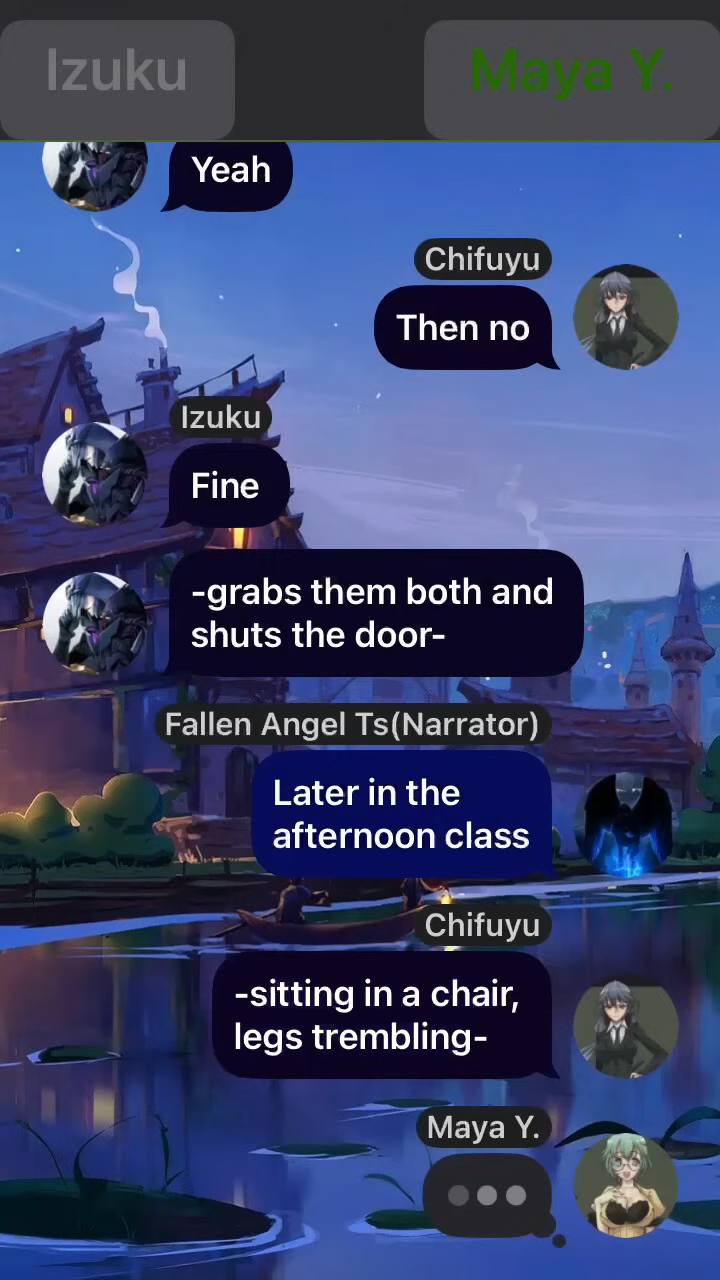 Izuku
Maya Y.
Yeah
Chifuyu
Then no
Izuku
Fine
-grabs them both and
shuts the door-
Fallen Angel Ts(Narrator)
Later in the
afternoon class
Chifuyu
-sitting in a chair,
legs trembling-
Maya Y.